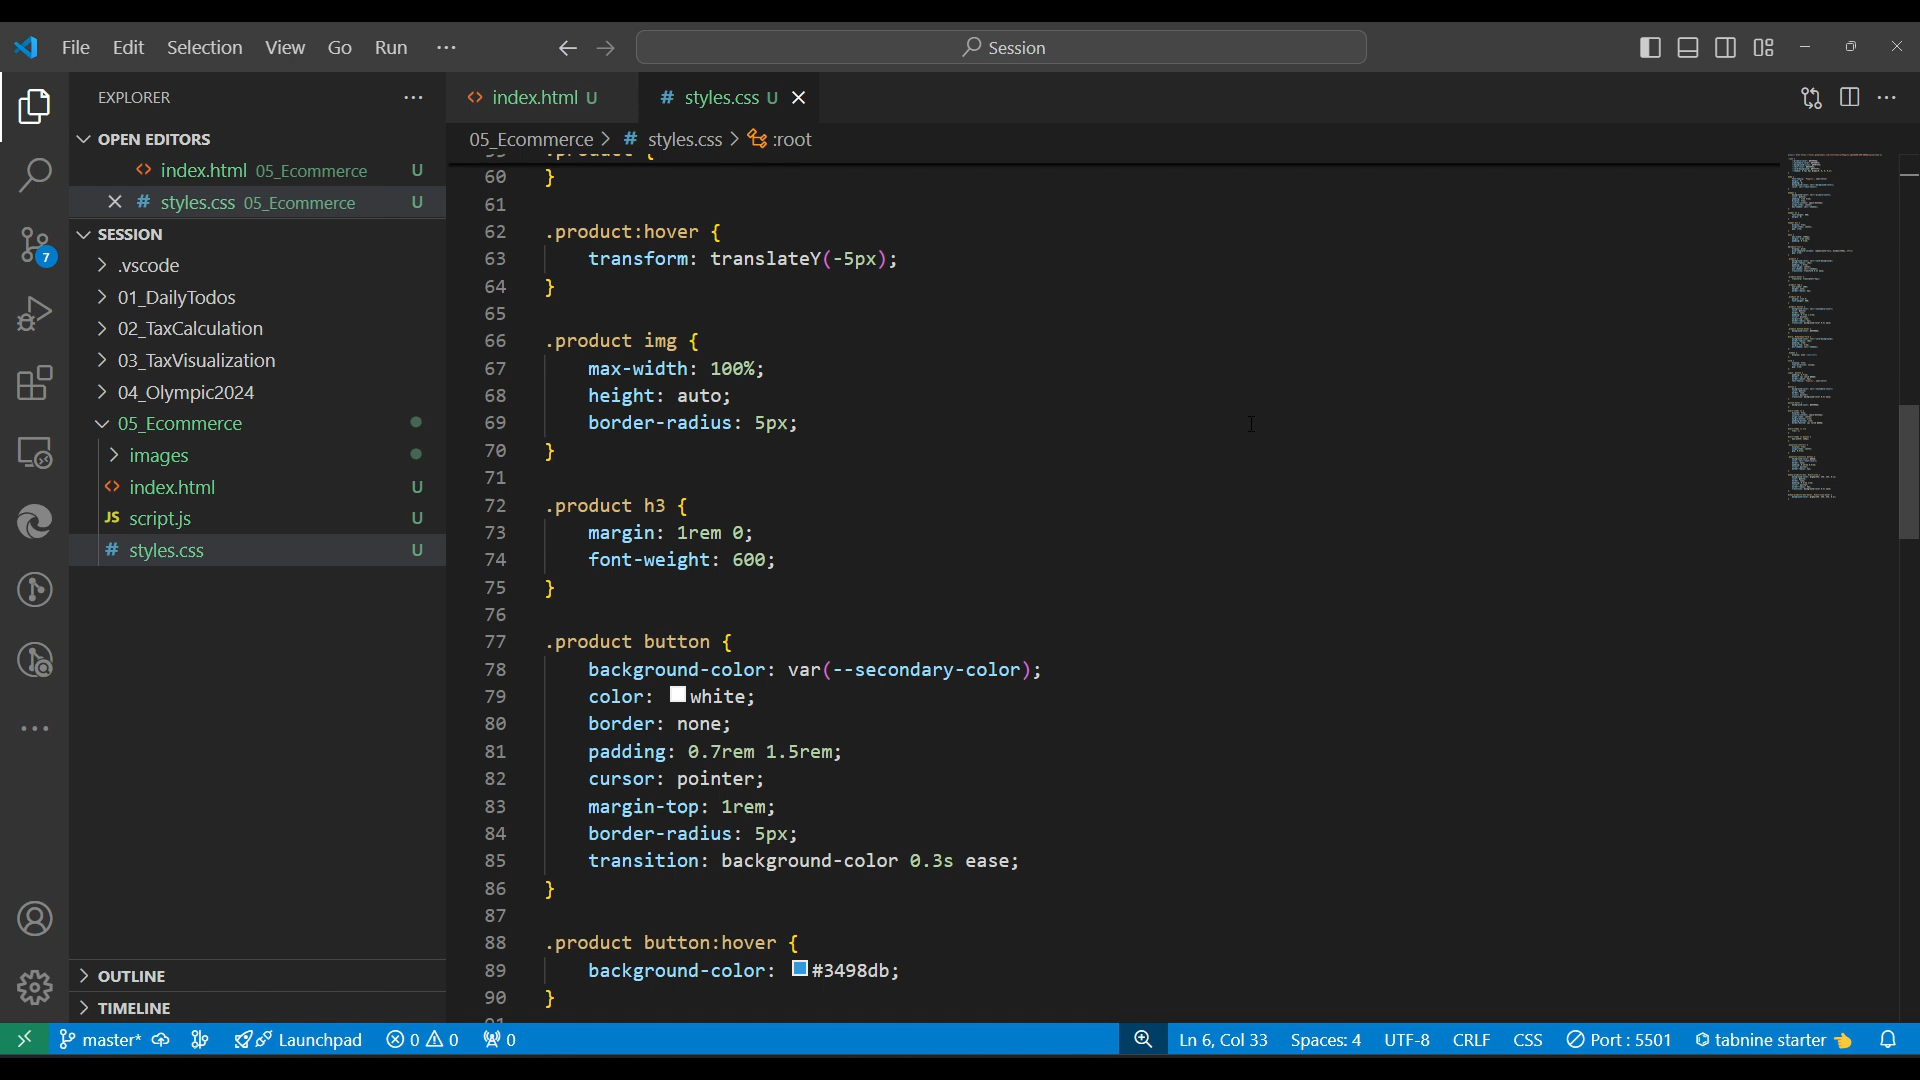 File Edit Selection View Go Run ···
Session
EXPLORER ···
OPEN EDITORS
<> index.html 05_Ecommerce U
# styles.css 05_Ecommerce U
SESSION
.vscode
01_DailyTodos
02_TaxCalculation
03_TaxVisualization
04_Olympic2024
05_Ecommerce
images
<> index.html U
JS script.js U
# styles.css U
OUTLINE
TIMELINE
7
<> index.html U
# styles.css U
05_Ecommerce > # styles.css > :root
60 }
61
62 .product:hover {
63 transform: translateY(-5px);
64 }
65
66 .product img {
67 max-width: 100%;
68 height: auto;
69 border-radius: 5px;
70 }
71
72 .product h3 {
73 margin: 1rem 0;
74 font-weight: 600;
75 }
76
77 .product button {
78 background-color: var(--secondary-color);
79 color: white;
80 border: none;
81 padding: 0.7rem 1.5rem;
82 cursor: pointer;
83 margin-top: 1rem;
84 border-radius: 5px;
85 transition: background-color 0.3s ease;
86 }
87
88 .product button:hover {
89 background-color: #3498db;
90 }
master* Launchpad 0 0 0 Ln 6, Col 33 Spaces: 4 UTF-8 CRLF CSS Port : 5501 tabnine starter